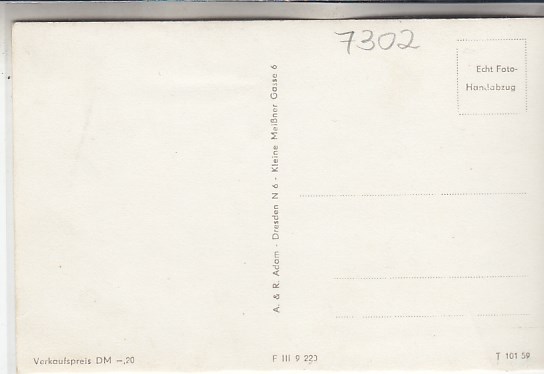 7302
Echt Foto-
Handabzug
A. & R. Adam - Dresden N 6 - Kleine Meißner Gasse 6
Verkaufspreis DM –,20
F III 9 223
T 101 59